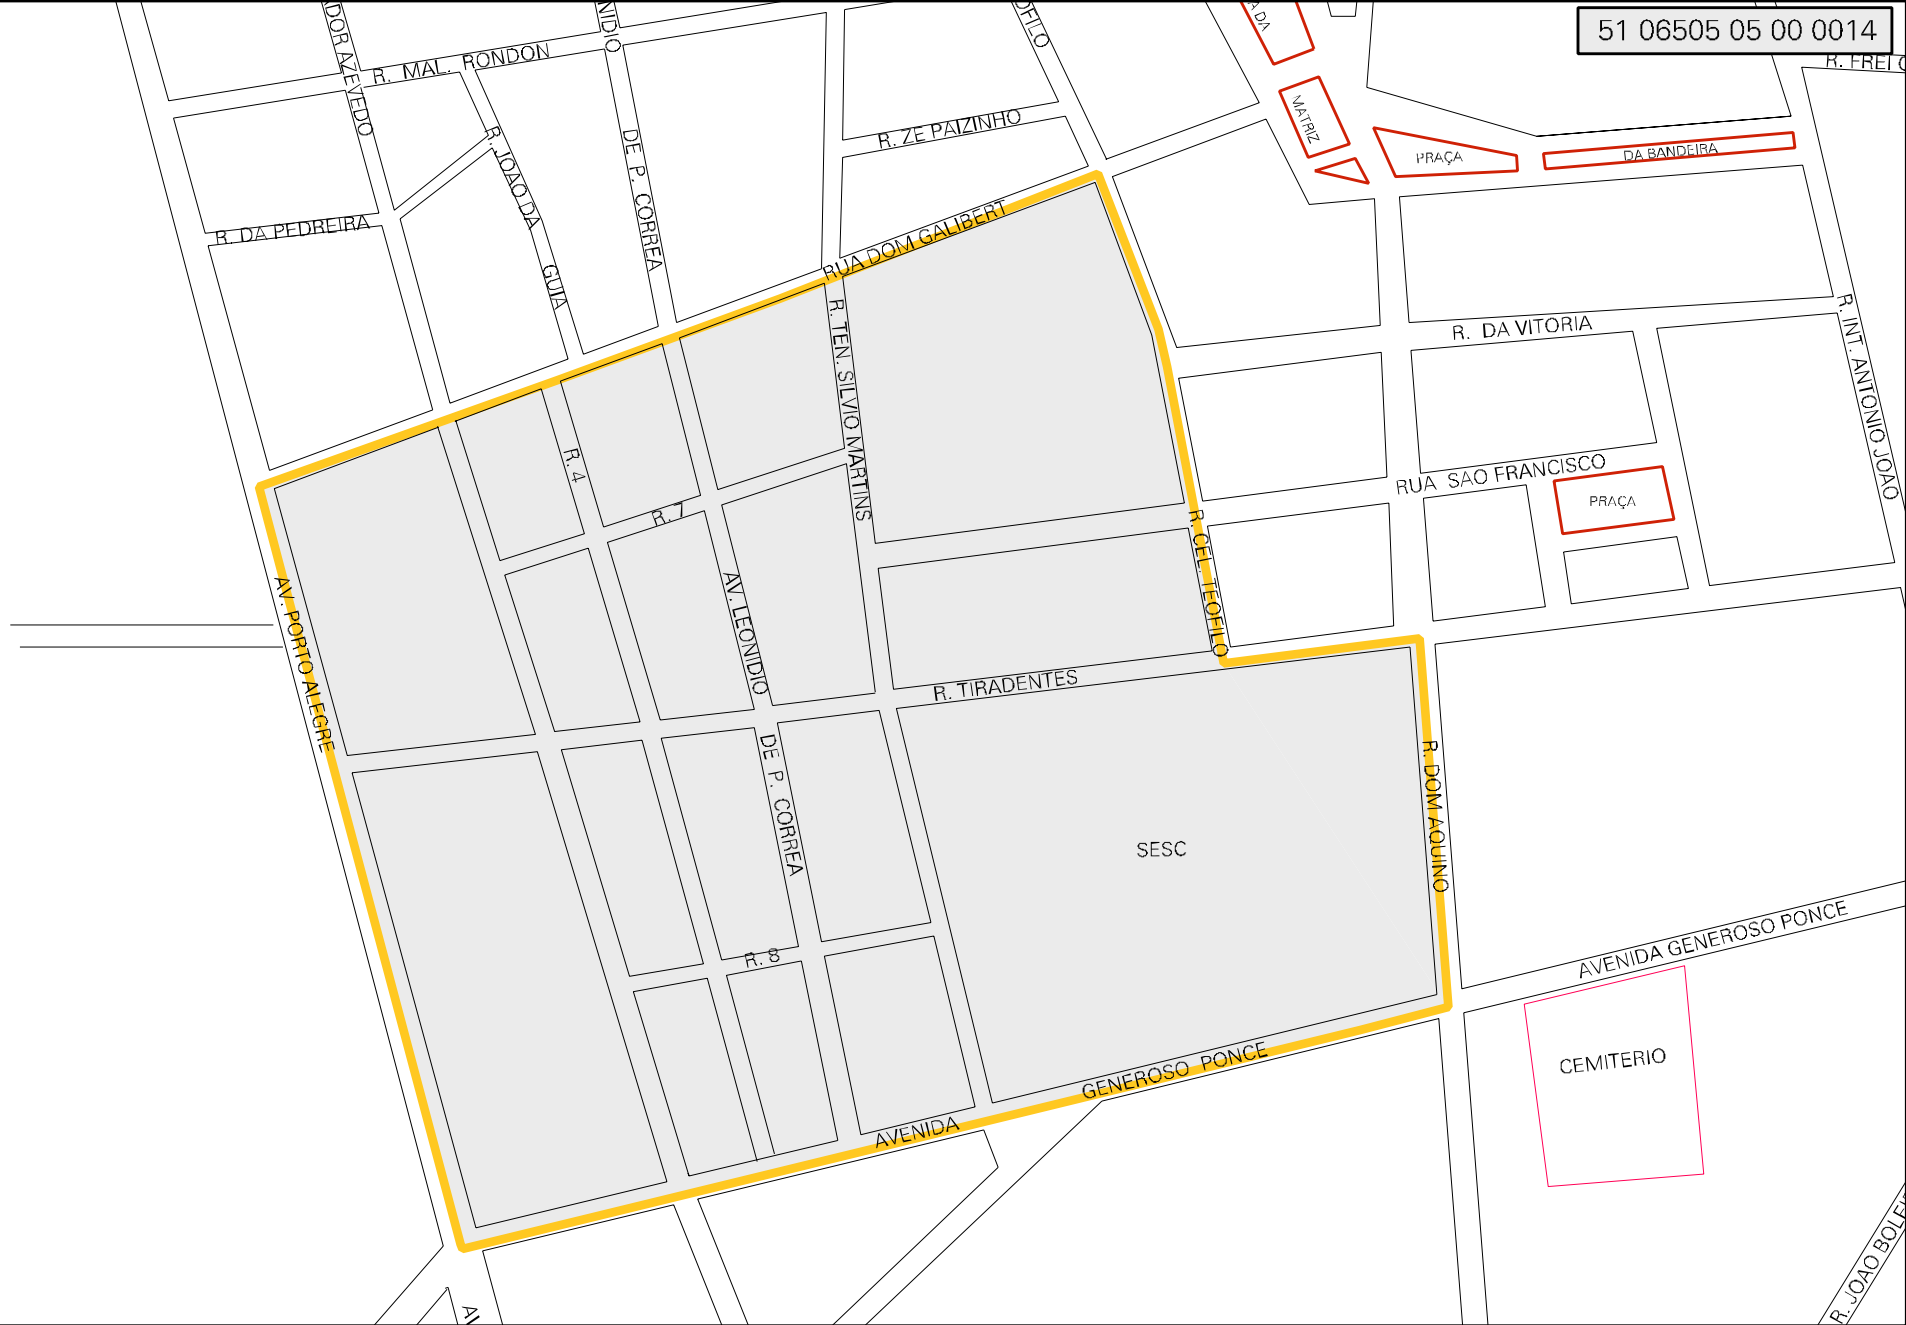 51 06505 05 00 0014
R. MAL. RONDON
DE P. CORREA
R. ZE PAIZINHO
MATRIZ
PRAÇA
DA BANDEIRA
R. JOAO DA GUIA
R. DA PEDREIRA
RUA DOM GALIBERT
R. TEN. SILVIO MARTINS
R. DA VITORIA
R. INT. ANTONIO JOAO
R. 4
R. 7
RUA SAO FRANCISCO
PRAÇA
R. CEL. TEOFILO
AV. PORTO ALEGRE
AV. LEONIDIO
DE P. CORREA
R. TIRADENTES
R. DOM AQUINO
SESC
R. 8
AVENIDA GENEROSO PONCE
AVENIDA GENEROSO PONCE
CEMITERIO